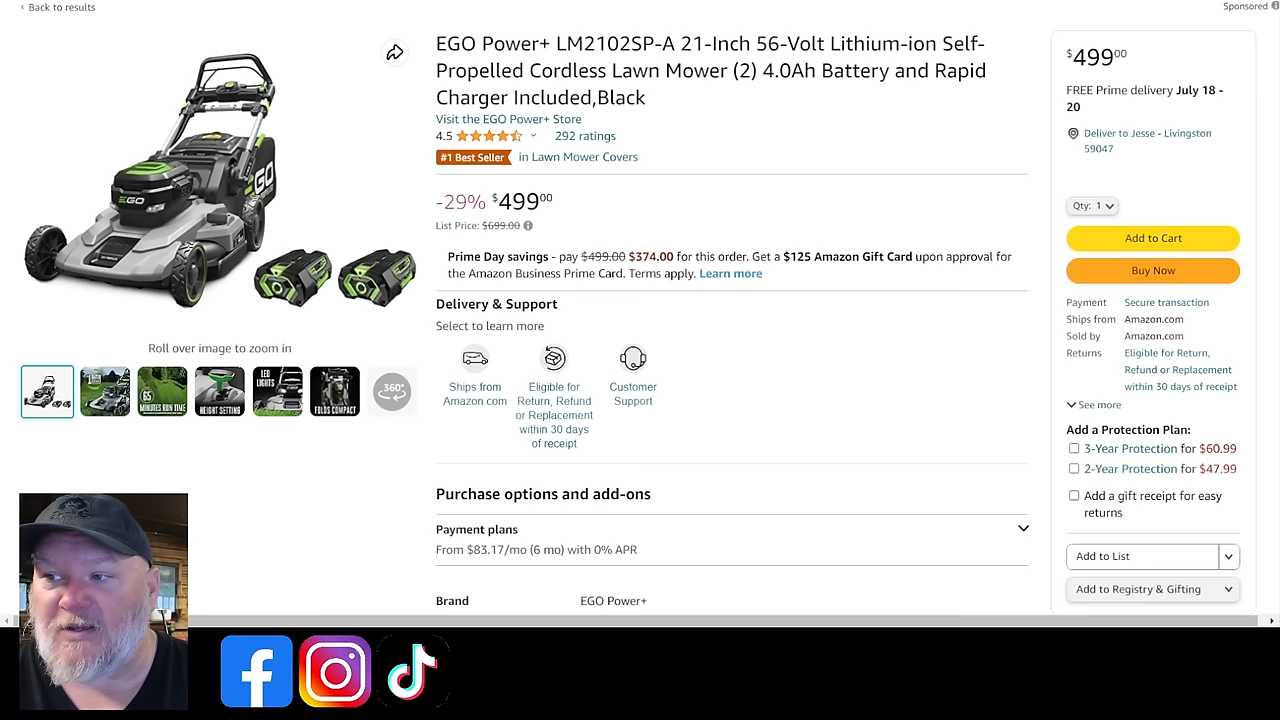 ‹ Back to results
Sponsored
EGO Power+ LM2102SP-A 21-Inch 56-Volt Lithium-ion Self-
Propelled Cordless Lawn Mower (2) 4.0Ah Battery and Rapid
Charger Included,Black
Visit the EGO Power+ Store
4.5
292 ratings
#1 Best Seller
in Lawn Mower Covers
-29% $499⁰⁰
List Price: $699.00
Prime Day savings - pay $499.00 $374.00 for this order. Get a $125 Amazon Gift Card upon approval for
the Amazon Business Prime Card. Terms apply. Learn more
Delivery & Support
Select to learn more
Ships from
Amazon.com
Eligible for
Return, Refund
or Replacement
within 30 days
of receipt
Customer
Support
Purchase options and add-ons
Payment plans
From $83.17/mo (6 mo) with 0% APR
Brand EGO Power+
EGO
GO
Roll over image to zoom in
65
MINUTES RUN TIME
HEIGHT SETTING
LED
LIGHTS
FOLDS COMPACT
360°
$499⁰⁰
FREE Prime delivery July 18 -
20
Deliver to Jesse - Livingston
59047
Qty: 1
Add to Cart
Buy Now
Payment Secure transaction
Ships from Amazon.com
Sold by Amazon.com
Returns Eligible for Return,
Refund or Replacement
within 30 days of receipt
See more
Add a Protection Plan:
3-Year Protection for $60.99
2-Year Protection for $47.99
Add a gift receipt for easy
returns
Add to List
Add to Registry & Gifting